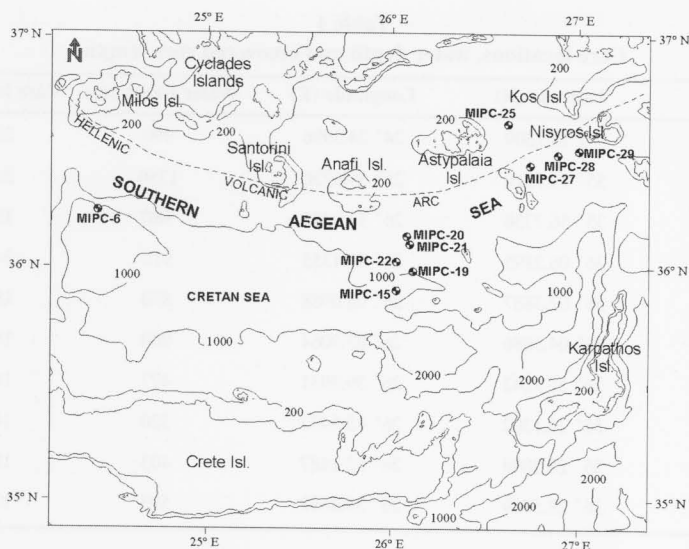 25° E
26° E
27° E
37° N
37° N
N
Cyclades
Islands
200
Milos Isl.
200
200
Kos Isl.
MIPC-25
200
HELLENIC
Santorini
Isl.
Anafi Isl.
200
Astypalaia
Isl.
Nisyros Isl
MIPC-29
MIPC-28
MIPC-27
VOLCANIC
ARC
SOUTHERN
AEGEAN
SEA
MIPC-6
MIPC-20
MIPC-21
MIPC-22
MIPC-19
MIPC-15
36° N
36° N
1000
1000
1000
CRETAN SEA
1000
2000
2000
Karpathos
Isl.
200
200
Crete Isl.
2000
1000
35° N
35° N
25° E
26° E
27° E